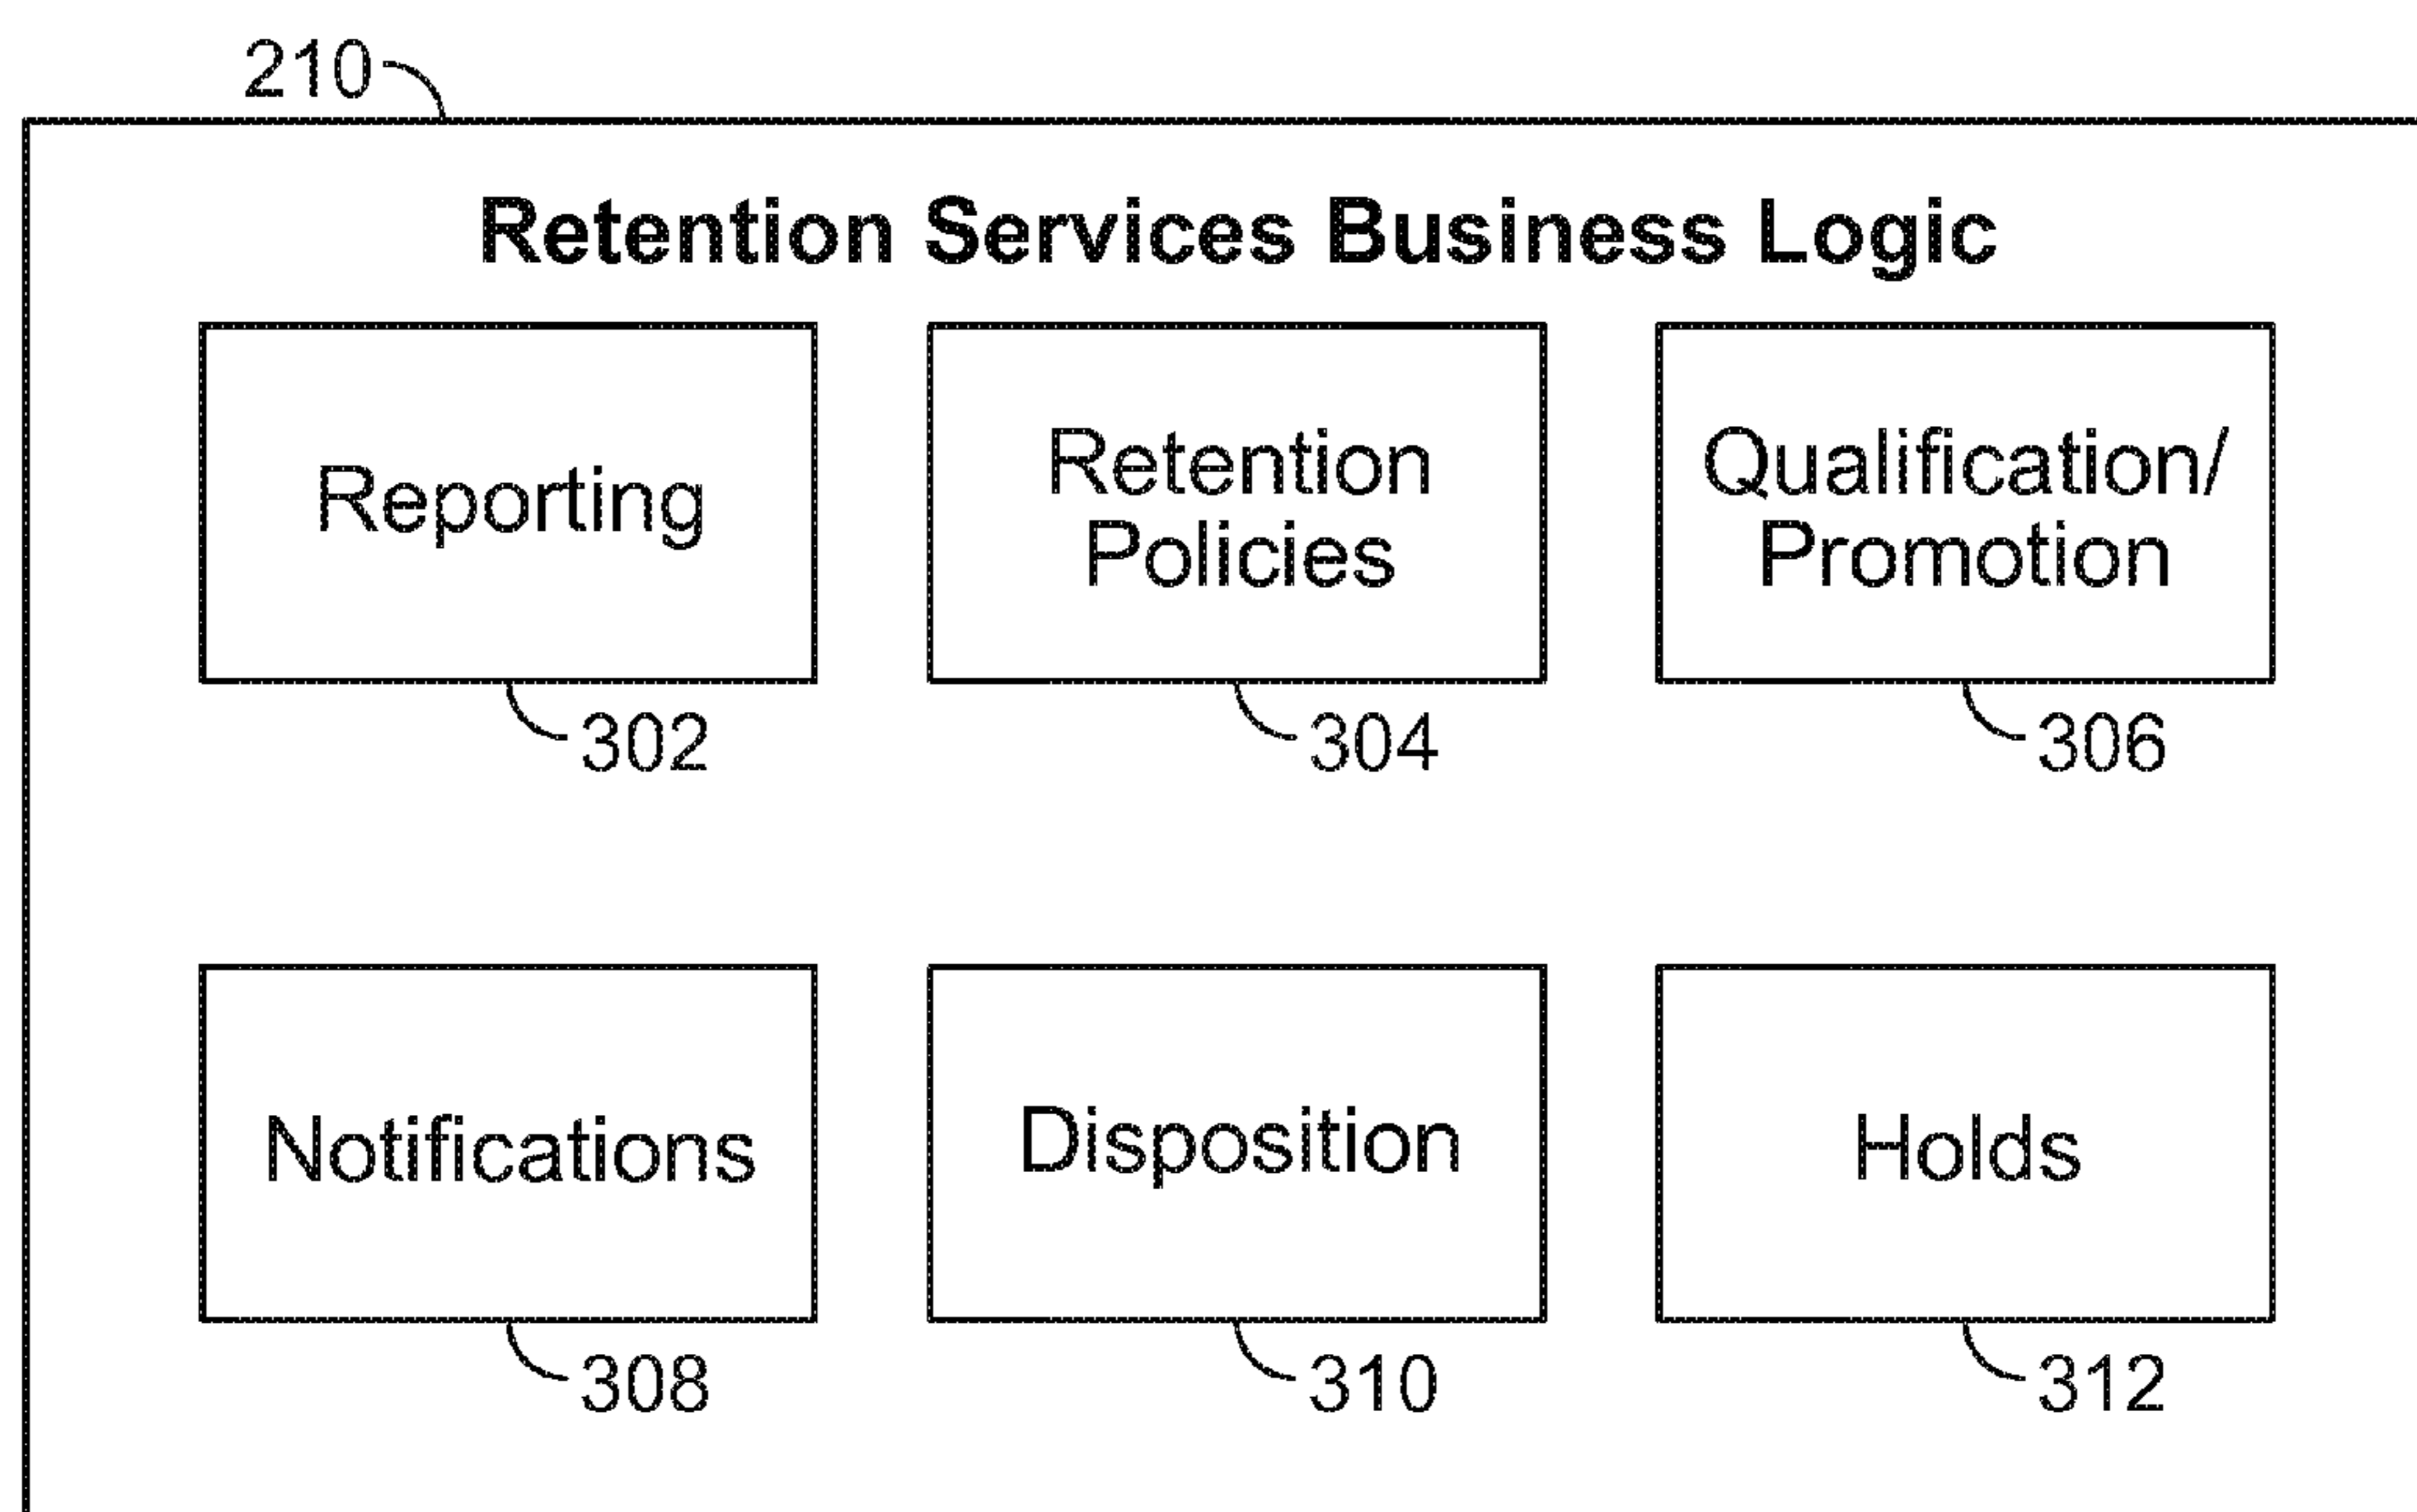 210
Retention Services Business Logic
Reporting
Retention
Policies
Qualification/
Promotion
302
304
306
Notifications
Disposition
Holds
308
310
312